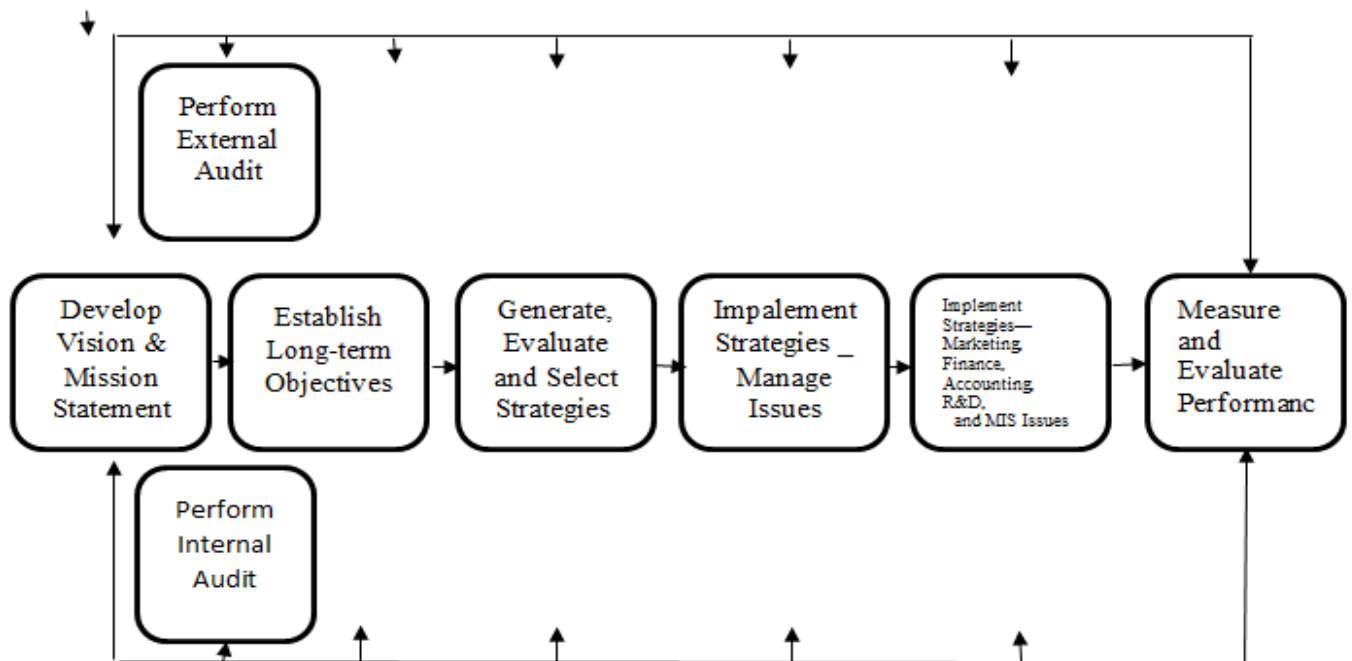 Perform
External
Audit
Develop
Vision &
Mission
Statement
Establish
Long-term
Objectives
Generate,
Evaluate
and Select
Strategies
Impalement
Strategies _
Manage
Issues
Implement
Strategies—
Marketing,
Finance,
Accounting,
R&D,
and MIS Issues
Measure
and
Evaluate
Performanc
Perform
Internal
Audit